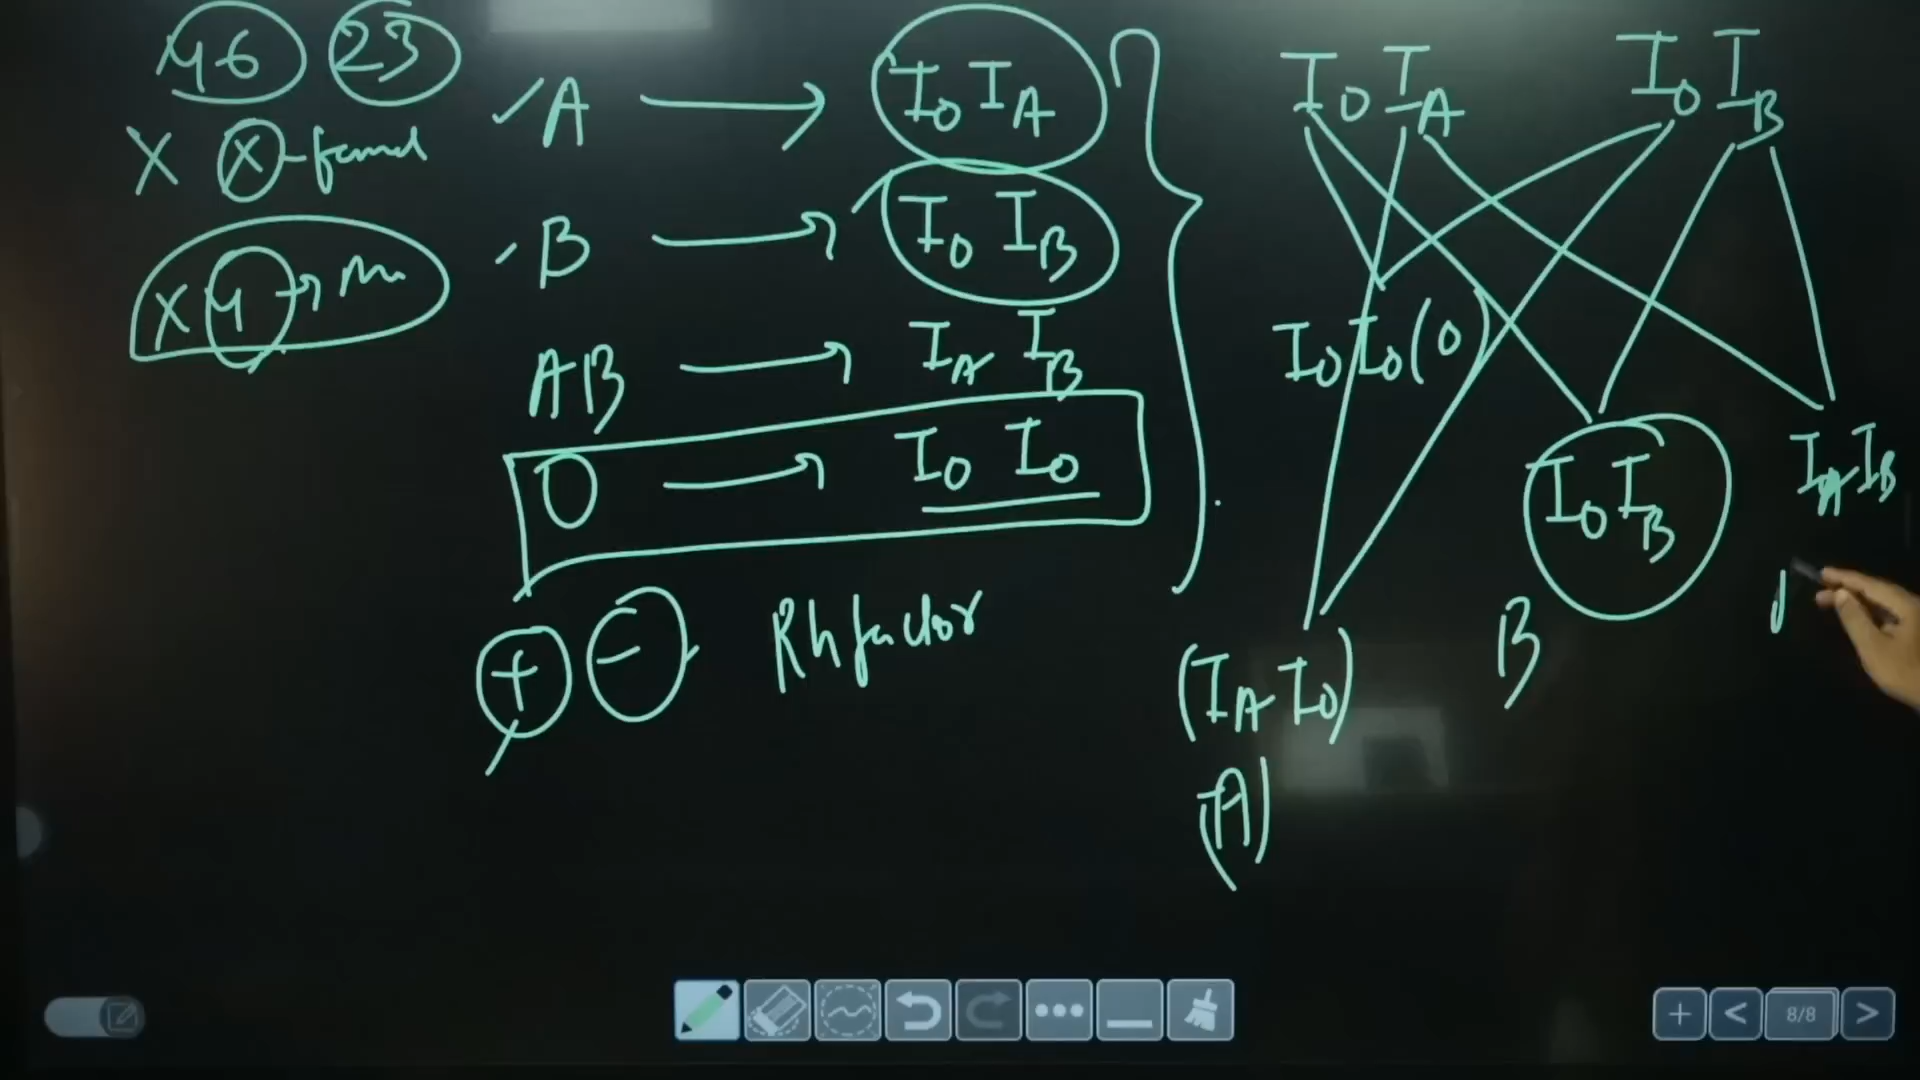 46 23
X X-femal
XY→M
A → IO IA
B → IO IB
AB → IA IB
O → IO IO
+ - Rh factor
IO IA IO IB
IO IO (O)
IO IB
IA IB
B
(IA IO)
(A)
8/8